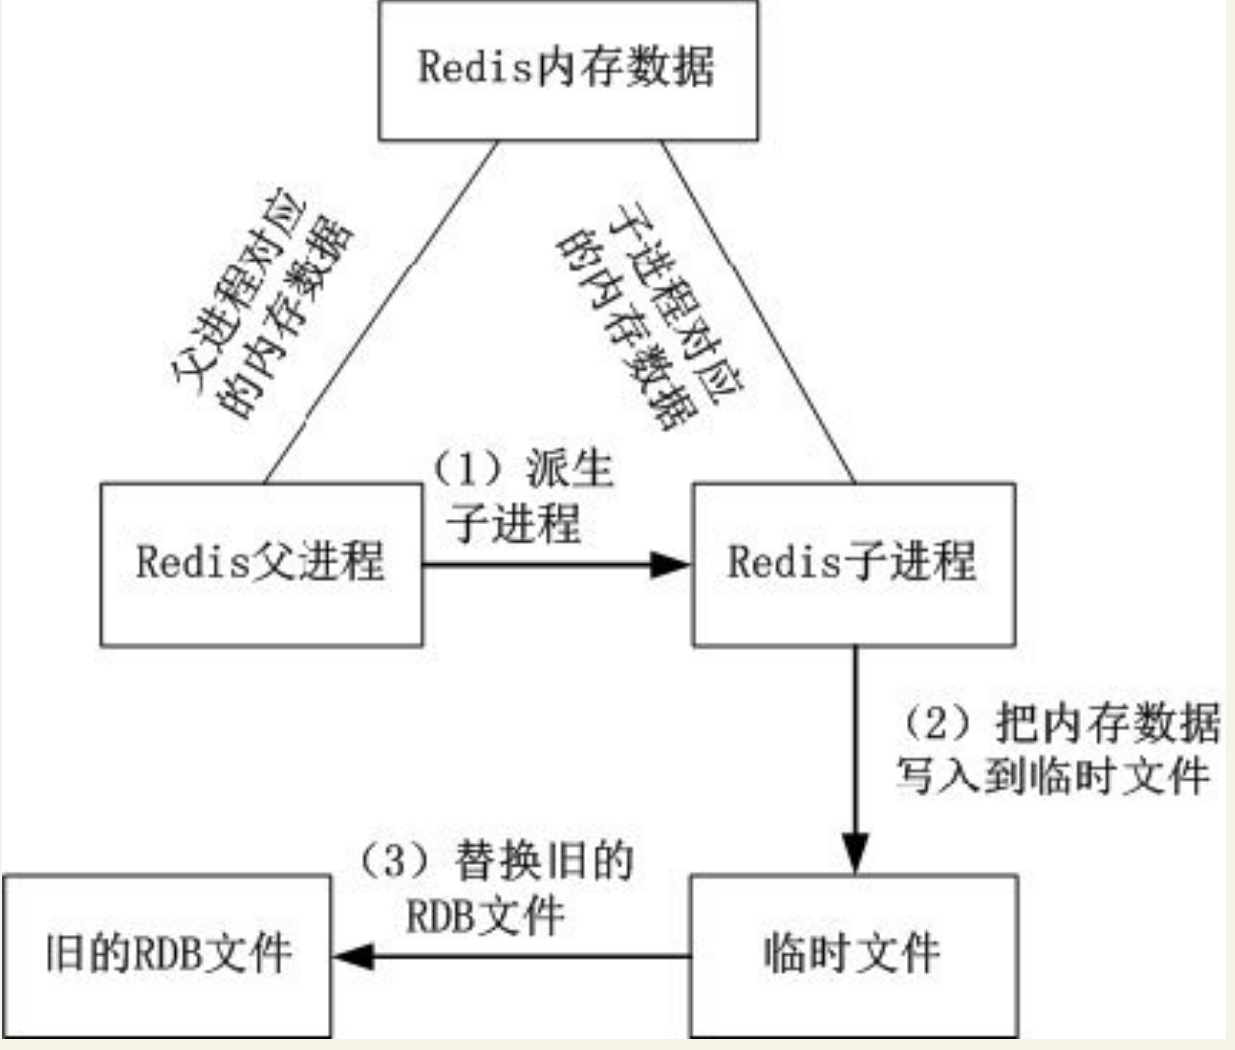 Redis内存数据
父进程对应
的内存数据
子进程对应
的内存数据
（1）派生
子进程
Redis父进程
Redis子进程
（2）把内存数据
写入到临时文件
（3）替换旧的
RDB文件
旧的RDB文件
临时文件